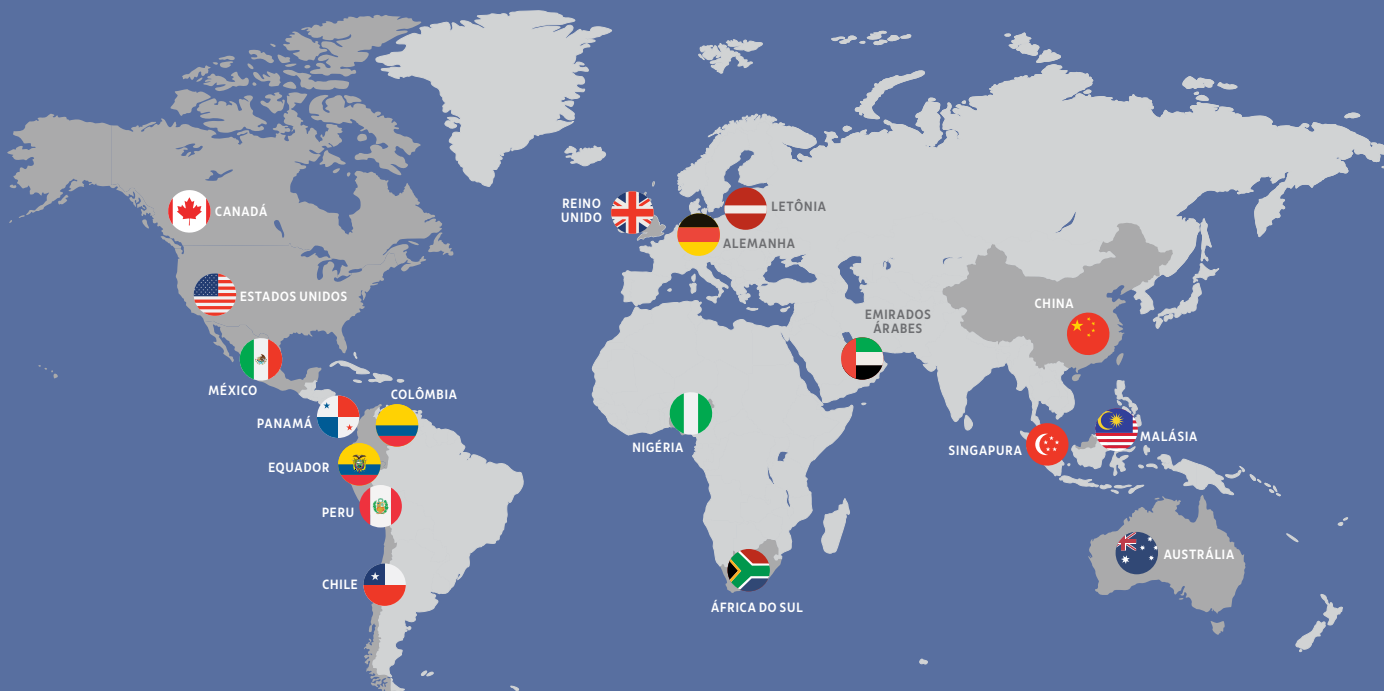 CANADÁ
ESTADOS UNIDOS
MÉXICO
PANAMÁ
COLÔMBIA
EQUADOR
PERU
CHILE
REINO
UNIDO
LETÔNIA
ALEMANHA
EMIRADOS
ÁRABES
NIGÉRIA
ÁFRICA DO SUL
CHINA
SINGAPURA
MALÁSIA
AUSTRÁLIA